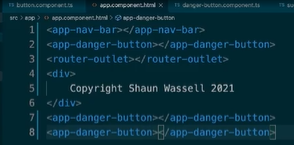 button.component.ts app.component.html danger-button.component.ts
src > app > app.component.html > app-danger-button
1 <app-nav-bar></app-nav-bar>
2 <app-danger-button></app-danger-button>
3 <router-outlet></router-outlet>
4 <div>
5 Copyright Shaun Wassell 2021
6 </div>
7 <app-danger-button></app-danger-button>
8 <app-danger-button></app-danger-button>